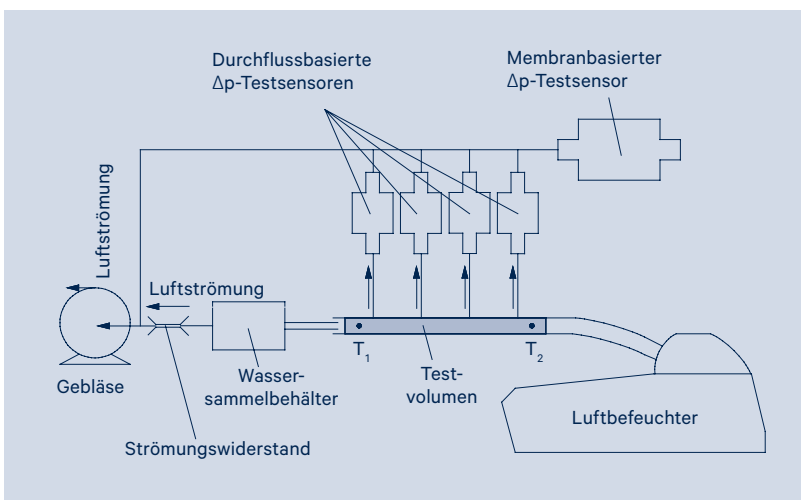 Durchflussbasierte
Δp-Testsensoren
Membranbasierter
Δp-Testsensor
Luftströmung
Luftströmung
T1
T2
Gebläse
Wasser-
sammelbehälter
Test-
volumen
Luftbefeuchter
Strömungswiderstand